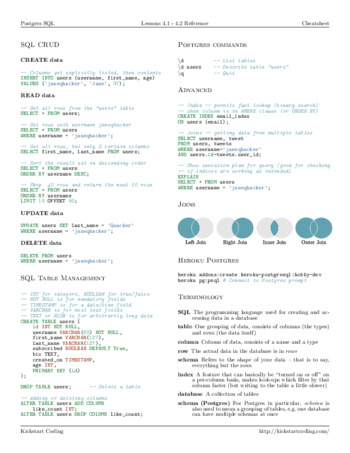 Postgres SQL
Lessons 4.1 - 4.2 Reference
Cheatsheet
SQL CRUD
CREATE data
-- Columns get explicitly listed, then contents
INSERT INTO users (username, first_name, age)
VALUES ('janeqhacker', 'Jane', 57);
READ data
-- Get all rows from the "users" table
SELECT * FROM users;
-- Get rows with username janeqhacker
SELECT * FROM users
WHERE username = 'janeqhacker';
-- Get all rows, but only 2 certain columns
SELECT first_name, last_name FROM users;
-- Sort the result set in descending order
SELECT * FROM users
ORDER BY username DESC;
-- Skip 40 rows and return the next 10 rows
SELECT * FROM users
ORDER BY username
LIMIT 10 OFFSET 40;
UPDATE data
UPDATE users SET last_name = 'Quacker'
WHERE username = 'janeqhacker';
DELETE data
DELETE FROM users
WHERE username = 'janeqhacker';
SQL Table Management
-- INT for integers, BOOLEAN for true/false
-- NOT NULL is for mandatory fields
-- TIMESTAMP is for a date/time field
-- VARCHAR is for most text fields
-- TEXT or BLOB is for arbitrarily long data
CREATE TABLE users (
id INT NOT NULL,
username VARCHAR(50) NOT NULL,
first_name VARCHAR(127),
last_name VARCHAR(127),
subscribed BOOLEAN DEFAULT True,
bio TEXT,
created_on TIMESTAMP,
age INT,
PRIMARY KEY (id)
);
DROP TABLE users; -- Delete a table
-- Adding or deleting columns
ALTER TABLE users ADD COLUMN
like_count INT;
ALTER TABLE users DROP COLUMN like_count;
Postgres commands
\d -- List tables
\d users -- Describe table "users"
\q -- Quit
Advanced
-- Index -- permits fast lookup (binary search)
-- when column is in WHERE clause (or ORDER BY)
CREATE INDEX email_index
ON users (email);
-- Joins -- getting data from multiple tables
SELECT username, tweet
FROM users, tweets
WHERE username='janeqhacker'
AND users.id=tweets.user_id;
-- Show execution plan for query (good for checking
-- if indices are working as intended)
EXPLAIN
SELECT * FROM users
WHERE username = 'janeqhacker';
Joins
Left Join
Right Join
Inner Join
Outer Join
Heroku Postgres
heroku addons:create heroku-postgresql:hobby-dev
heroku pg:psql # Connect to Postgres prompt
Terminology
SQL The programming language used for creating and accessing data in a database
table One grouping of data, consists of columns (the types) and rows (the data itself)
column Column of data, consists of a name and a type
row The actual data in the database is in rows
schema Refers to the shape of your data – that is to say, everything but the rows
index A feature that can basically be "turned on or off" on a per-column basis, makes look-ups which filter by that column faster (but writing to the table a little slower)
database A collection of tables
schema (Postgres) For Postgres in particular, schema is also used to mean a grouping of tables, e.g. one database can have multiple schemas at once
Kickstart Coding
http://kickstartcoding.com/